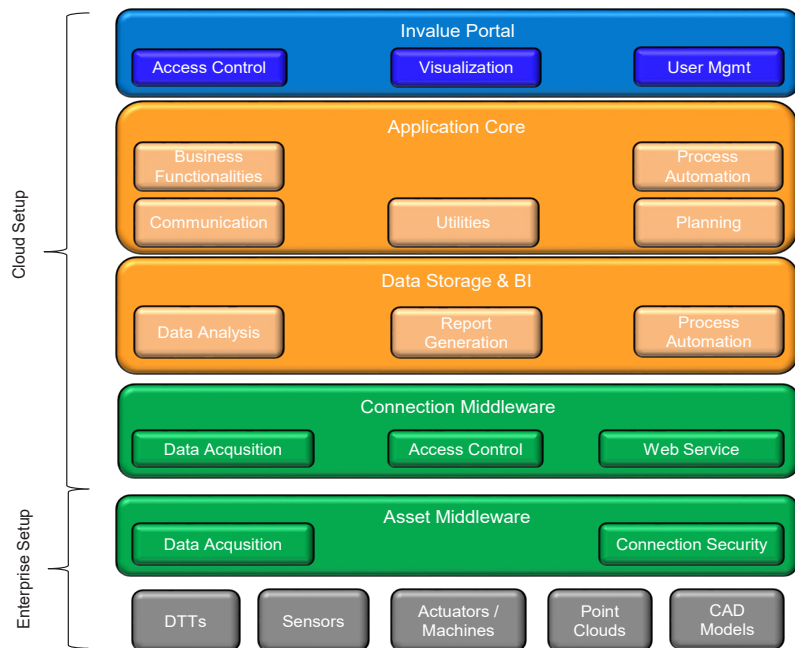 Invalue Portal
Access Control
Visualization
User Mgmt
Application Core
Business
Functionalities
Process
Automation
Communication
Utilities
Planning
Cloud Setup
Data Storage & BI
Data Analysis
Report
Generation
Process
Automation
Connection Middleware
Data Acqusition
Access Control
Web Service
Enterprise Setup
Asset Middleware
Data Acqusition
Connection Security
DTTs
Sensors
Actuators /
Machines
Point
Clouds
CAD
Models